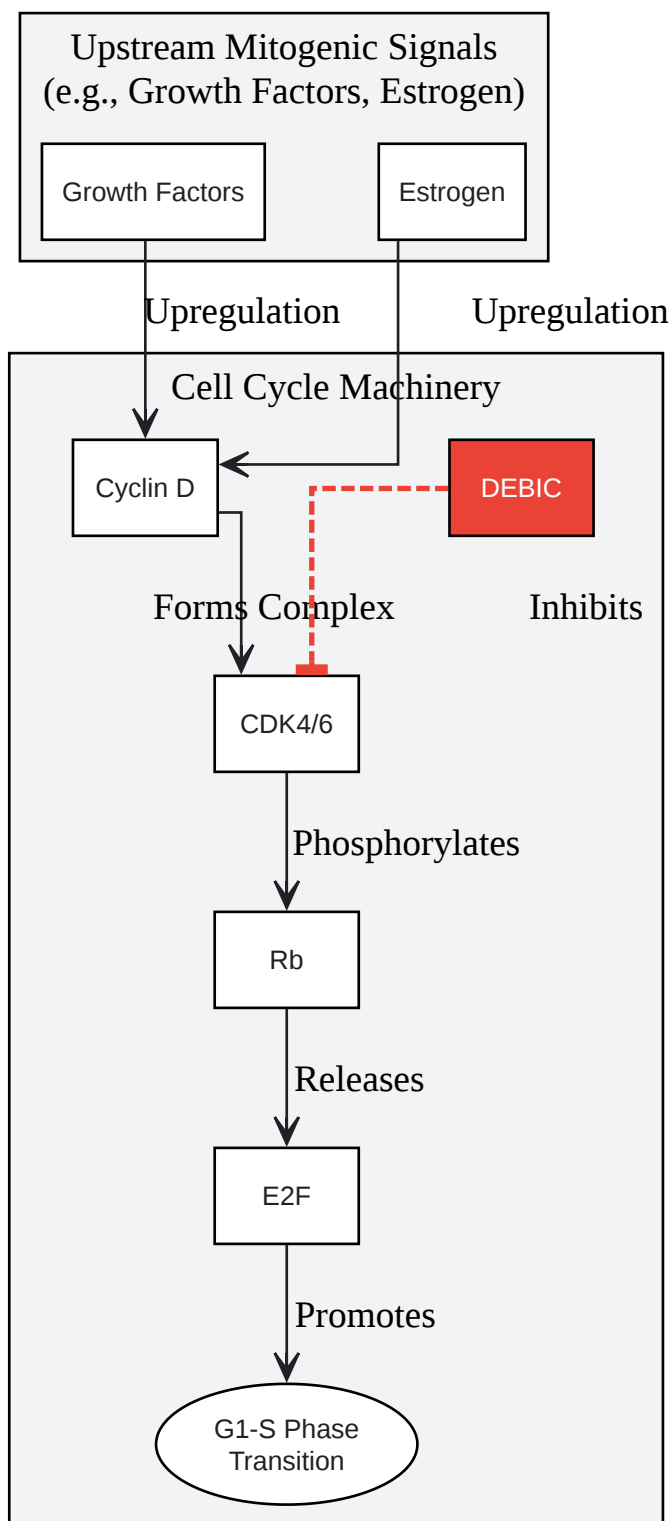 Upstream Mitogenic Signals
(e.g., Growth Factors, Estrogen)
Growth Factors
Estrogen
Upregulation
Upregulation
Cell Cycle Machinery
Cyclin D
DEBIC
Forms Complex
Inhibits
CDK4/6
Phosphorylates
Rb
Releases
E2F
Promotes
G1-S Phase
Transition